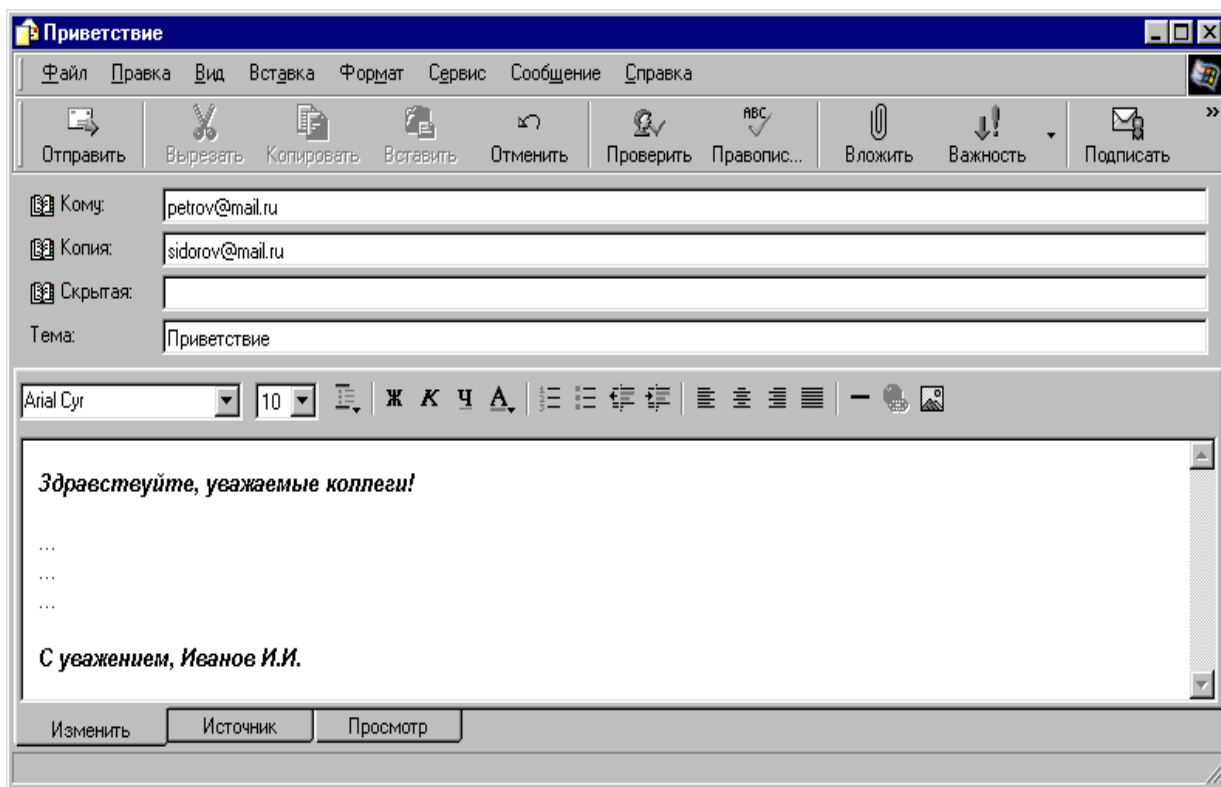 Приветствие
Файл Правка Вид Вставка Формат Сервис Сообщение Справка
ABC
Отправить Вырезать Копировать Вставить Отменить Проверить Правопис... Вложить Важность Подписать »
Кому: petrov@mail.ru
Копия: sidorov@mail.ru
Скрытая:
Тема: Приветствие
Arial Cyr 10 Ж К Ч А
Здравствуйте, уважаемые коллеги!
...
...
...
С уважением, Иванов И.И.
Изменить Источник Просмотр